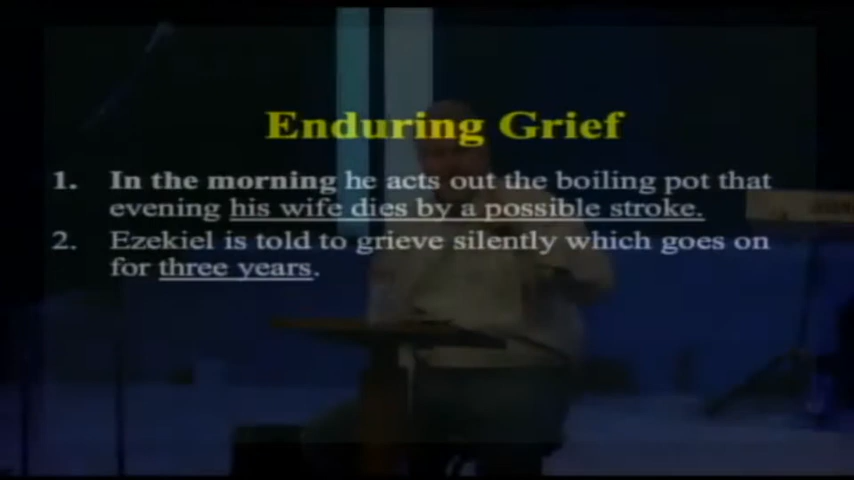 Enduring Grief
1. In the morning he acts out the boiling pot that
evening his wife dies by a possible stroke.
2. Ezekiel is told to grieve silently which goes on
for three years.